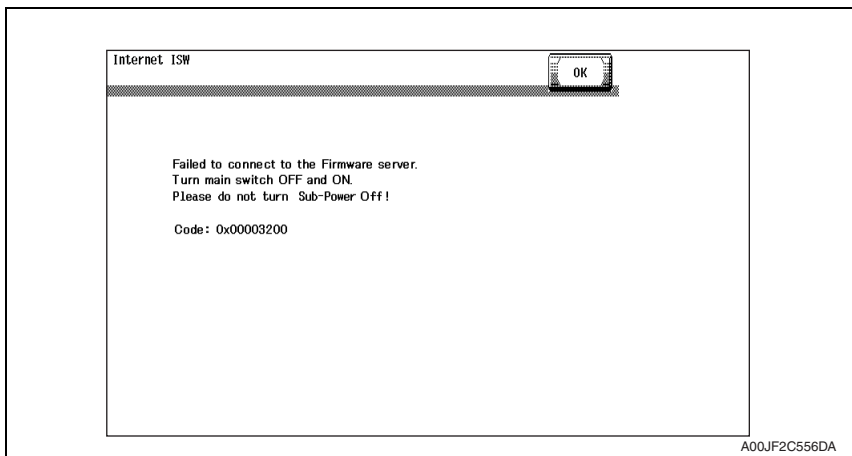 Internet ISW
OK
Failed to connect to the Firmware server.
Turn main switch OFF and ON.
Please do not turn Sub-Power Off!
Code: 0x00003200
A00JF2C556DA